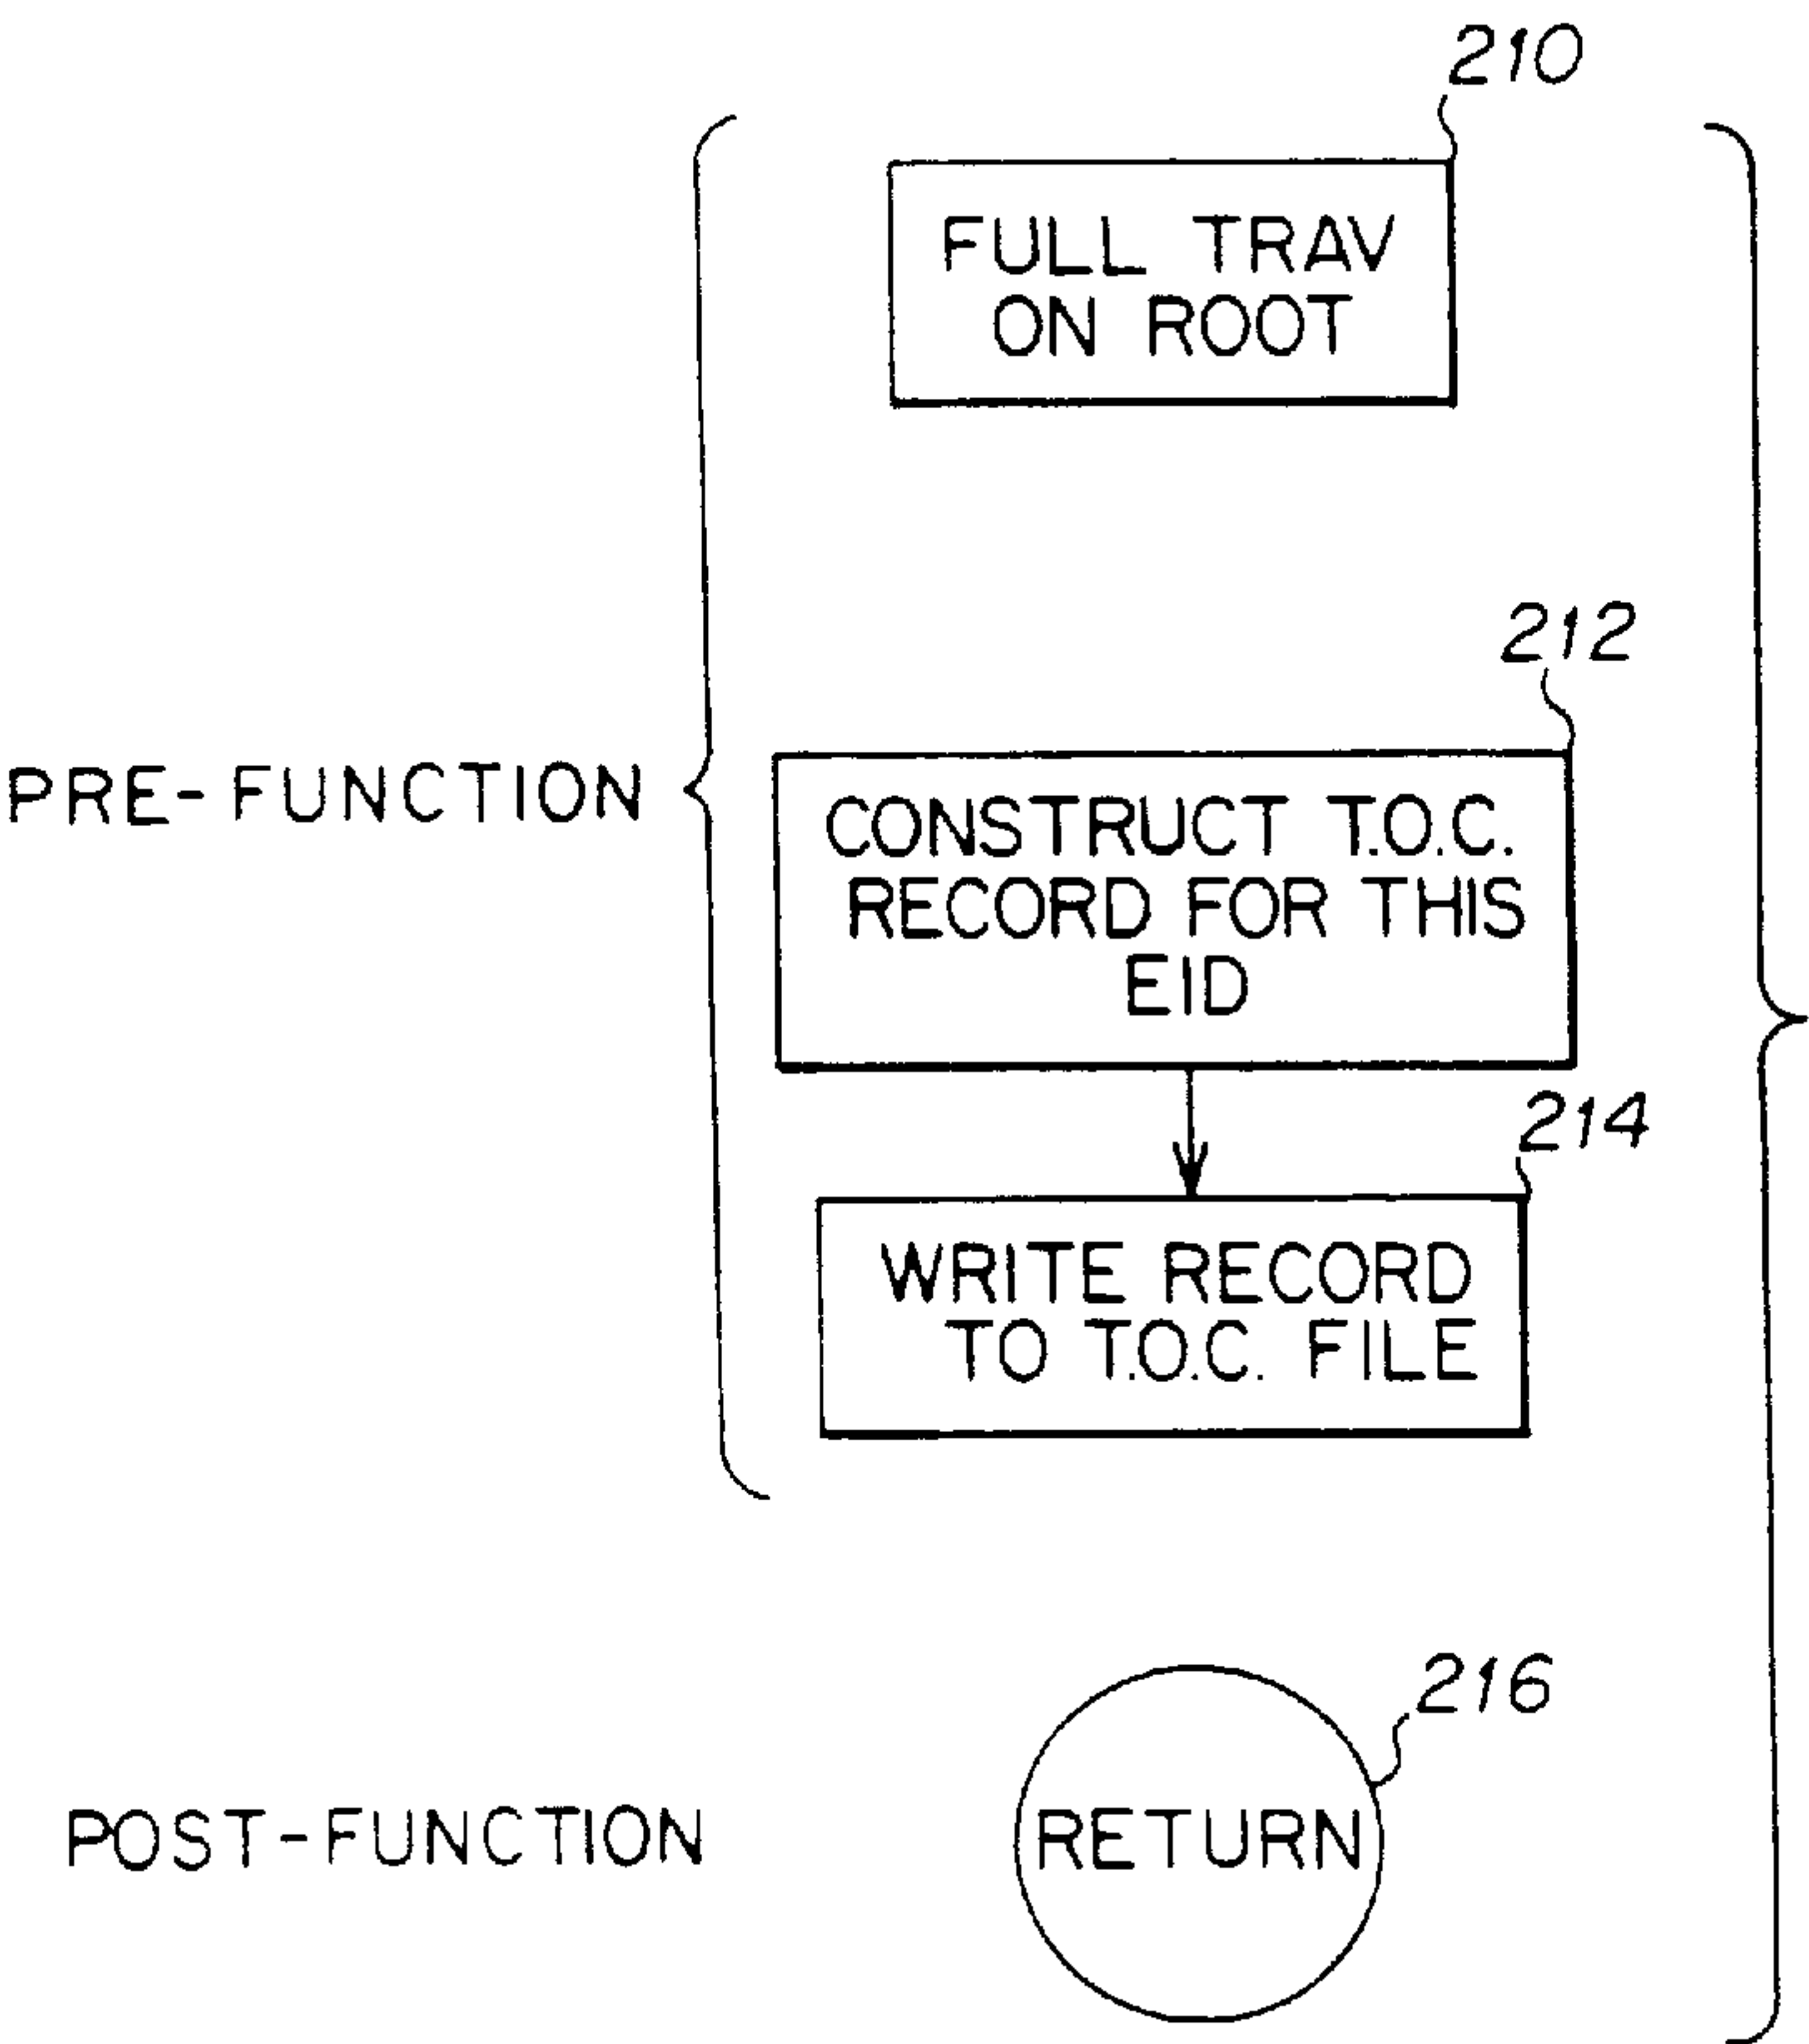 210
FULL TRAV
ON ROOT
212
PRE-FUNCTION
CONSTRUCT T.O.C.
RECORD FOR THIS
EID
214
WRITE RECORD
TO T.O.C. FILE
216
POST-FUNCTION
RETURN